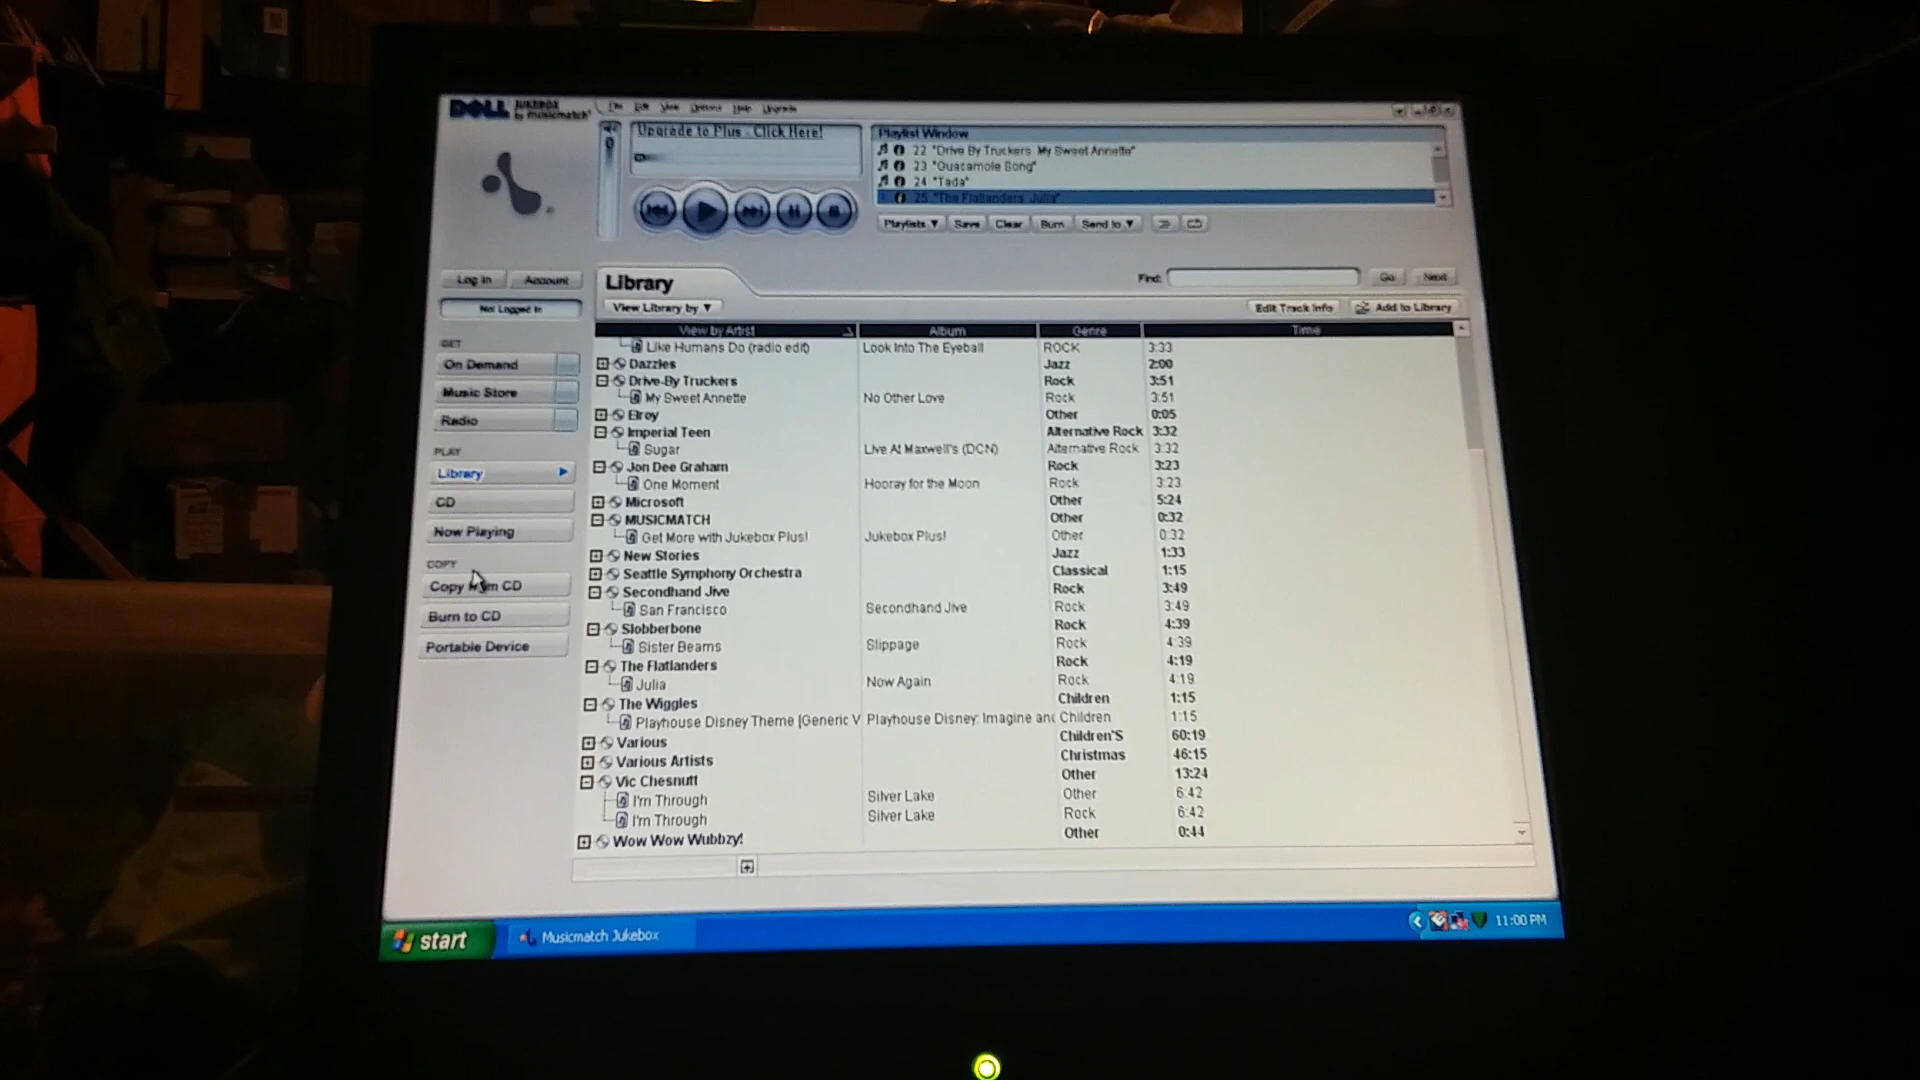 DELL JUKEBOX by musicmatch File Edit View Options Help Upgrade
Upgrade to Plus - Click Here!
Playlist Window
22 "Drive By Truckers My Sweet Annette"
23 "Guacamole Song"
24 "Tada"
25 "The Flatlanders Julia"
Playlists Save Clear Burn Send to
Log In Account
Not Logged In
Library
Find: Go Next
View Library by
Edit Track Info Add to Library
GET
On Demand
Music Store
Radio
PLAY
Library
CD
Now Playing
COPY
Copy from CD
Burn to CD
Portable Device
View by Artist Album Genre Time
Like Humans Do (radio edit) Look Into The Eyeball ROCK 3:33
Dazzles Jazz 2:00
Drive-By Truckers Rock 3:51
My Sweet Annette No Other Love Rock 3:51
Elroy Other 0:05
Imperial Teen Alternative Rock 3:32
Sugar Live At Maxwell's (DCN) Alternative Rock 3:32
Jon Dee Graham Rock 3:23
One Moment Hooray for the Moon Rock 3:23
Microsoft Other 5:24
MUSICMATCH Other 0:32
Get More with Jukebox Plus! Jukebox Plus! Other 0:32
New Stories Jazz 1:33
Seattle Symphony Orchestra Classical 1:15
Secondhand Jive Rock 3:49
San Francisco Secondhand Jive Rock 3:49
Slobberbone Rock 4:39
Sister Beams Slippage Rock 4:39
The Flatlanders Rock 4:19
Julia Now Again Rock 4:19
The Wiggles Children 1:15
Playhouse Disney Theme [Generic V Playhouse Disney: Imagine and Children 1:15
Various Children'S 60:19
Various Artists Christmas 46:15
Vic Chesnutt Other 13:24
I'm Through Silver Lake Other 6:42
I'm Through Silver Lake Rock 6:42
Wow Wow Wubbzy! Other 0:44
start Musicmatch Jukebox 11:00 PM